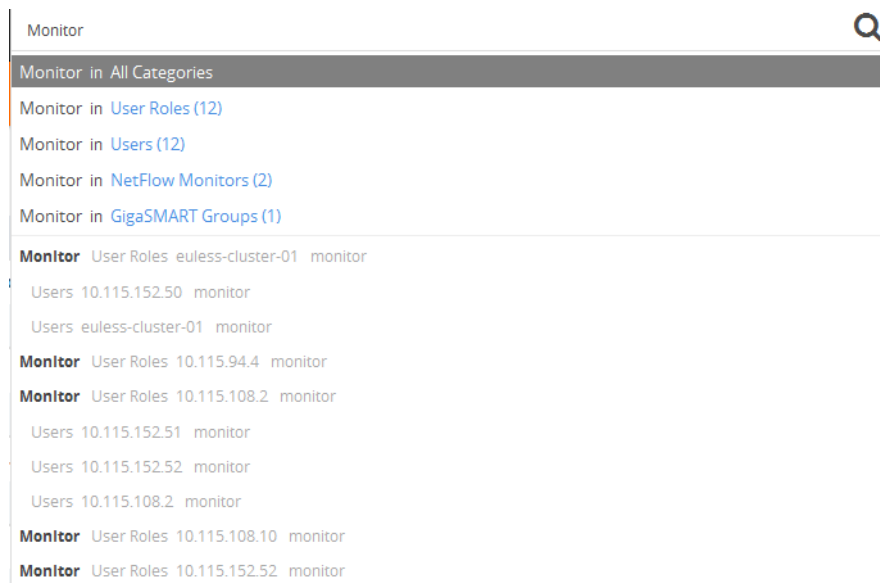 Monitor
Monitor in All Categories
Monitor in User Roles (12)
Monitor in Users (12)
Monitor in NetFlow Monitors (2)
Monitor in GigaSMART Groups (1)
Monitor User Roles euless-cluster-01 monitor
Users 10.115.152.50 monitor
Users euless-cluster-01 monitor
Monitor User Roles 10.115.94.4 monitor
Monitor User Roles 10.115.108.2 monitor
Users 10.115.152.51 monitor
Users 10.115.152.52 monitor
Users 10.115.108.2 monitor
Monitor User Roles 10.115.108.10 monitor
Monitor User Roles 10.115.152.52 monitor